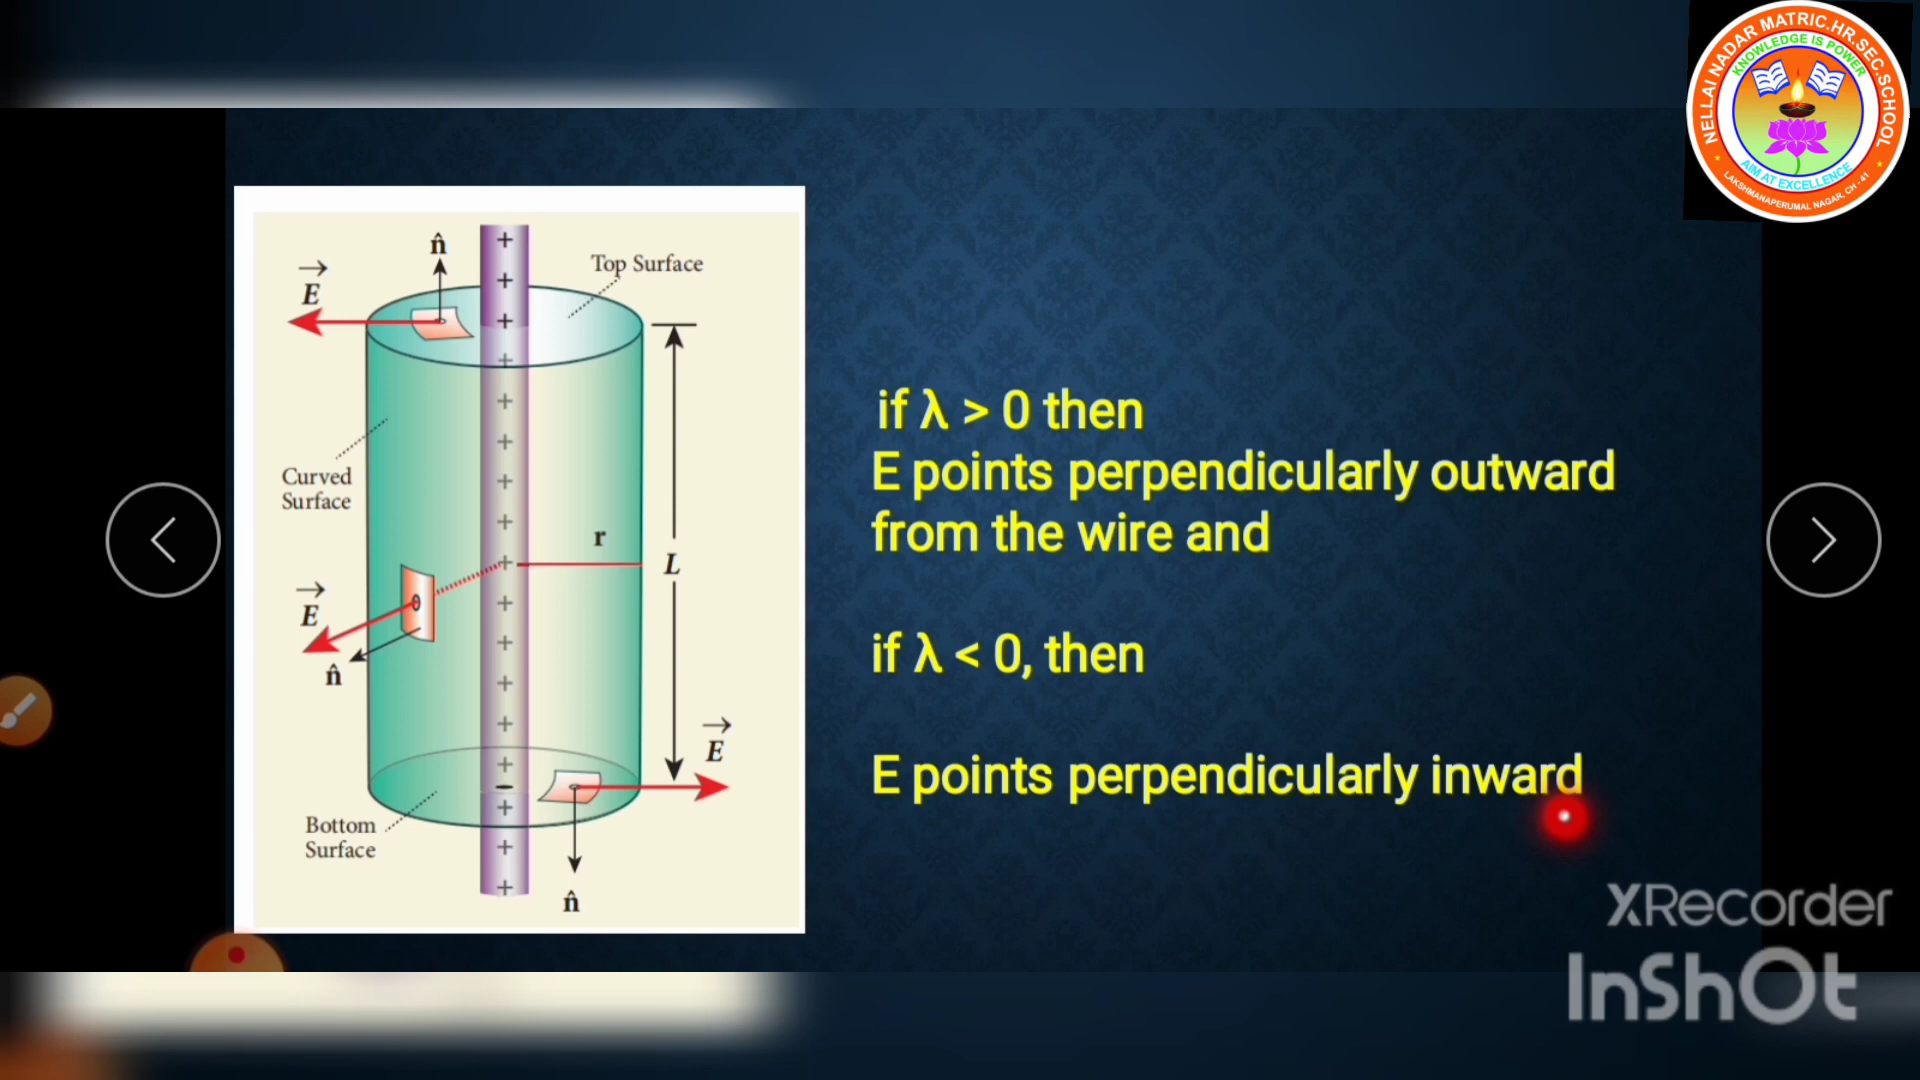 NELLAI NADAR MATRIC.HR.SEC.SCHOOL
KNOWLEDGE IS POWER
AIM AT EXCELLENCE
LAKSHMANAPERUMAL NAGAR, CH - 41
n̂
Top Surface
E
Curved
Surface
r
L
E
n̂
E
Bottom
Surface
n̂
if λ > 0 then
E points perpendicularly outward
from the wire and
if λ < 0, then
E points perpendicularly inward
XRecorder
InShOt